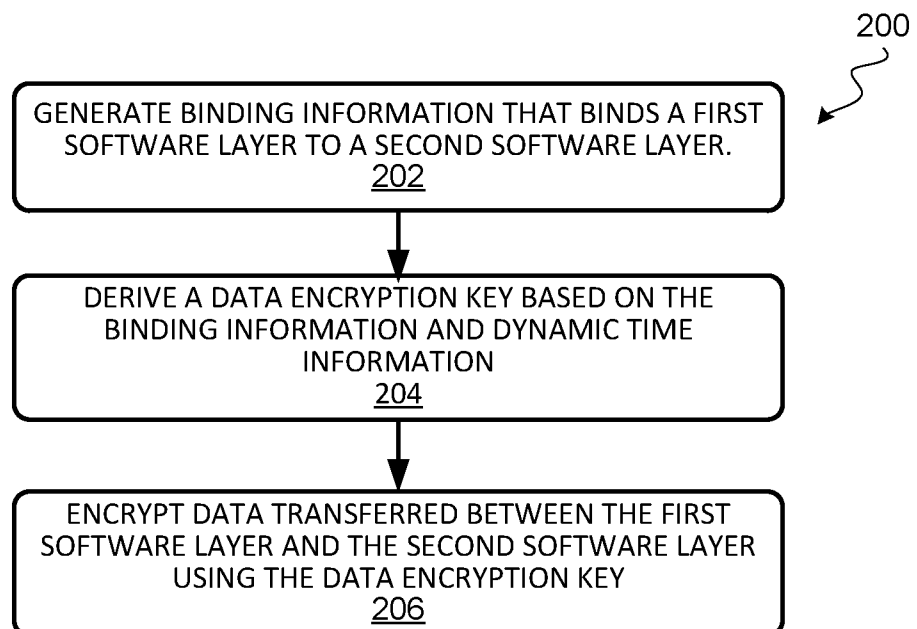 200
GENERATE BINDING INFORMATION THAT BINDS A FIRST
SOFTWARE LAYER TO A SECOND SOFTWARE LAYER.
202
DERIVE A DATA ENCRYPTION KEY BASED ON THE
BINDING INFORMATION AND DYNAMIC TIME
INFORMATION
204
ENCRYPT DATA TRANSFERRED BETWEEN THE FIRST
SOFTWARE LAYER AND THE SECOND SOFTWARE LAYER
USING THE DATA ENCRYPTION KEY
206